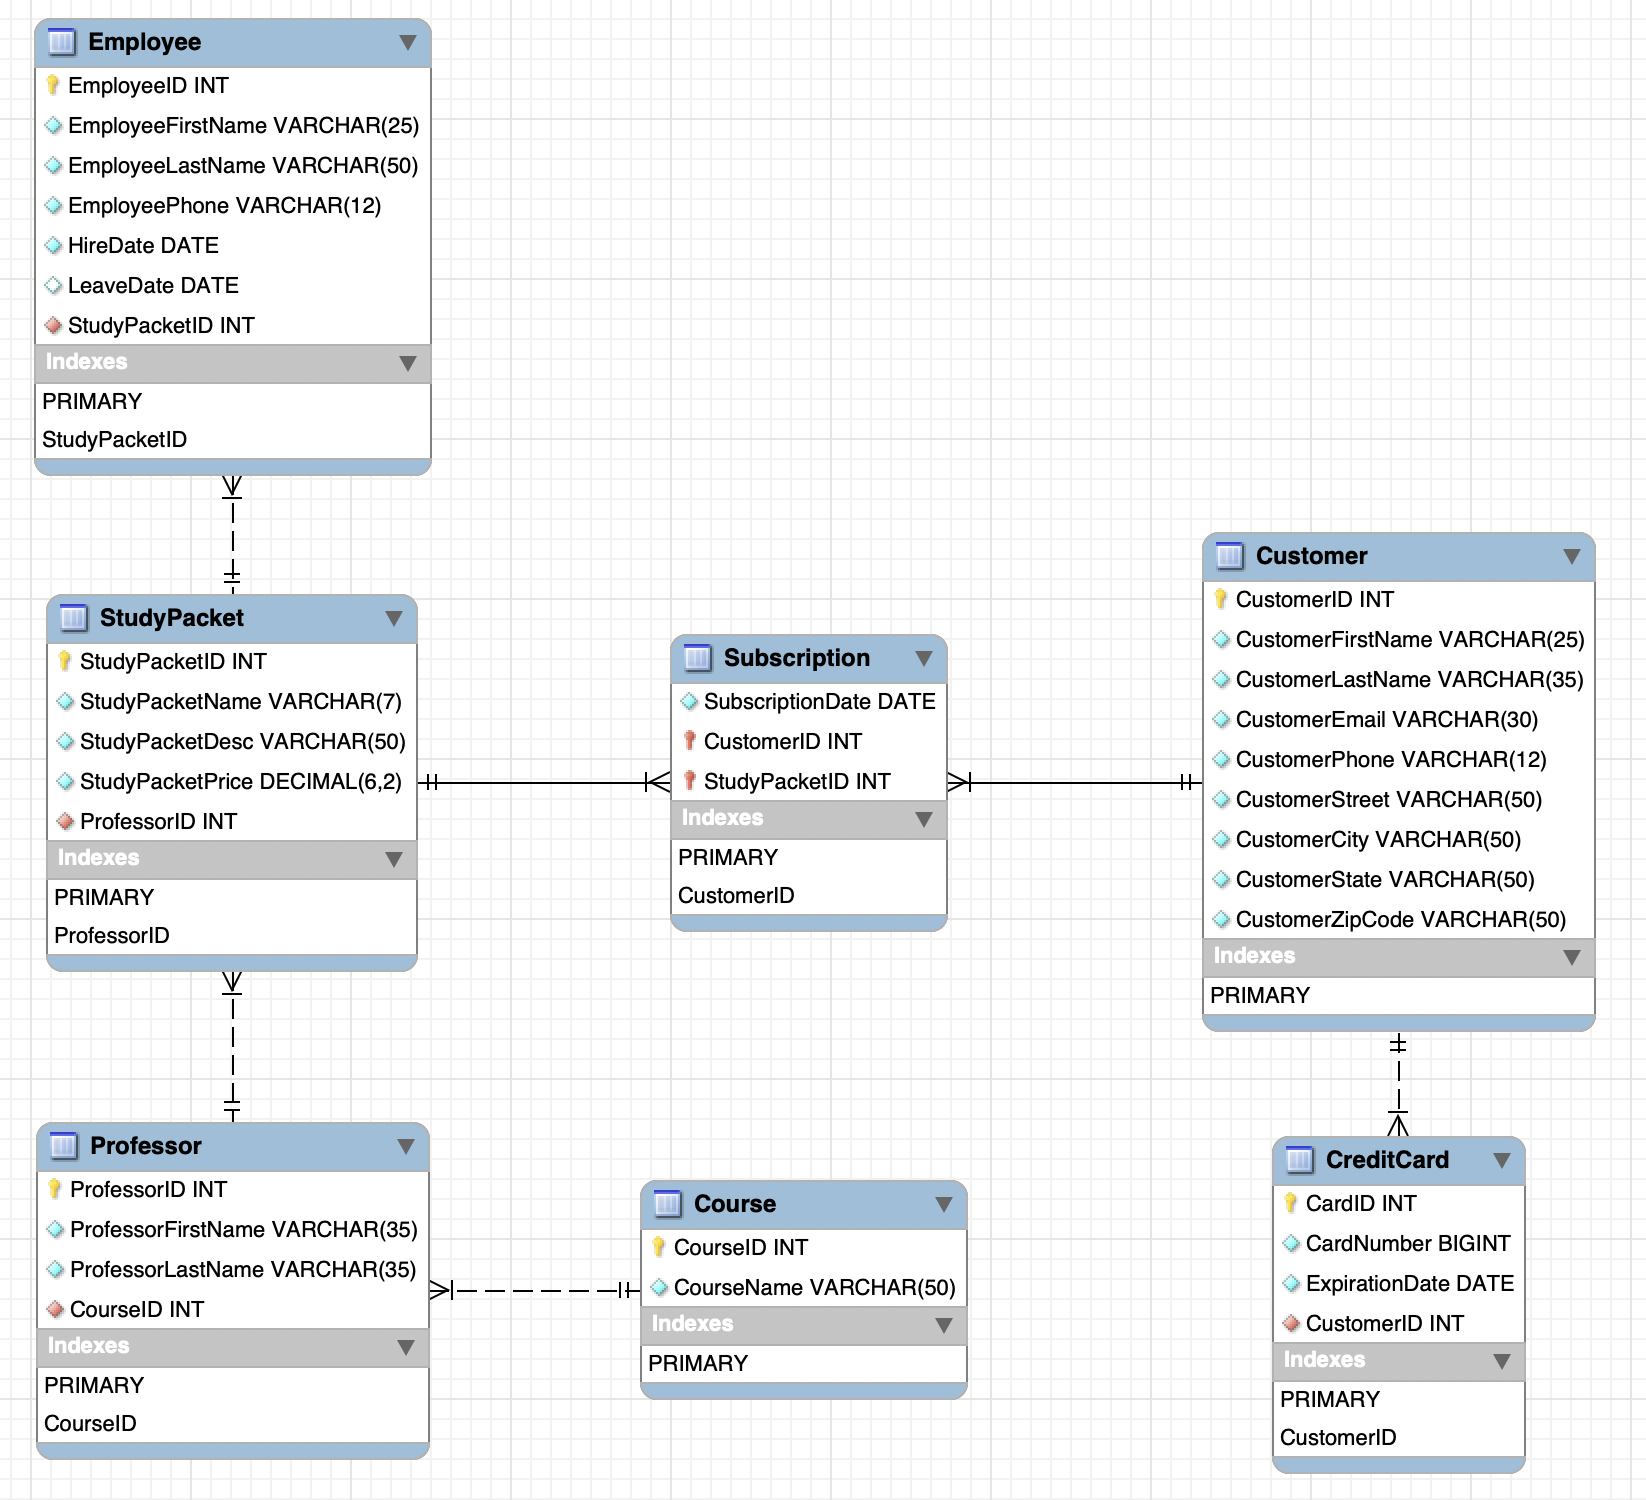 Employee
EmployeeID INT
EmployeeFirstName VARCHAR(25)
EmployeeLastName VARCHAR(50)
EmployeePhone VARCHAR(12)
HireDate DATE
LeaveDate DATE
StudyPacketID INT
Indexes
PRIMARY
StudyPacketID
StudyPacket
StudyPacketID INT
StudyPacketName VARCHAR(7)
StudyPacketDesc VARCHAR(50)
StudyPacketPrice DECIMAL(6,2)
ProfessorID INT
Indexes
PRIMARY
ProfessorID
Subscription
SubscriptionDate DATE
CustomerID INT
StudyPacketID INT
Indexes
PRIMARY
CustomerID
Customer
CustomerID INT
CustomerFirstName VARCHAR(25)
CustomerLastName VARCHAR(35)
CustomerEmail VARCHAR(30)
CustomerPhone VARCHAR(12)
CustomerStreet VARCHAR(50)
CustomerCity VARCHAR(50)
CustomerState VARCHAR(50)
CustomerZipCode VARCHAR(50)
Indexes
PRIMARY
Professor
ProfessorID INT
ProfessorFirstName VARCHAR(35)
ProfessorLastName VARCHAR(35)
CourseID INT
Indexes
PRIMARY
CourseID
Course
CourseID INT
CourseName VARCHAR(50)
Indexes
PRIMARY
CreditCard
CardID INT
CardNumber BIGINT
ExpirationDate DATE
CustomerID INT
Indexes
PRIMARY
CustomerID